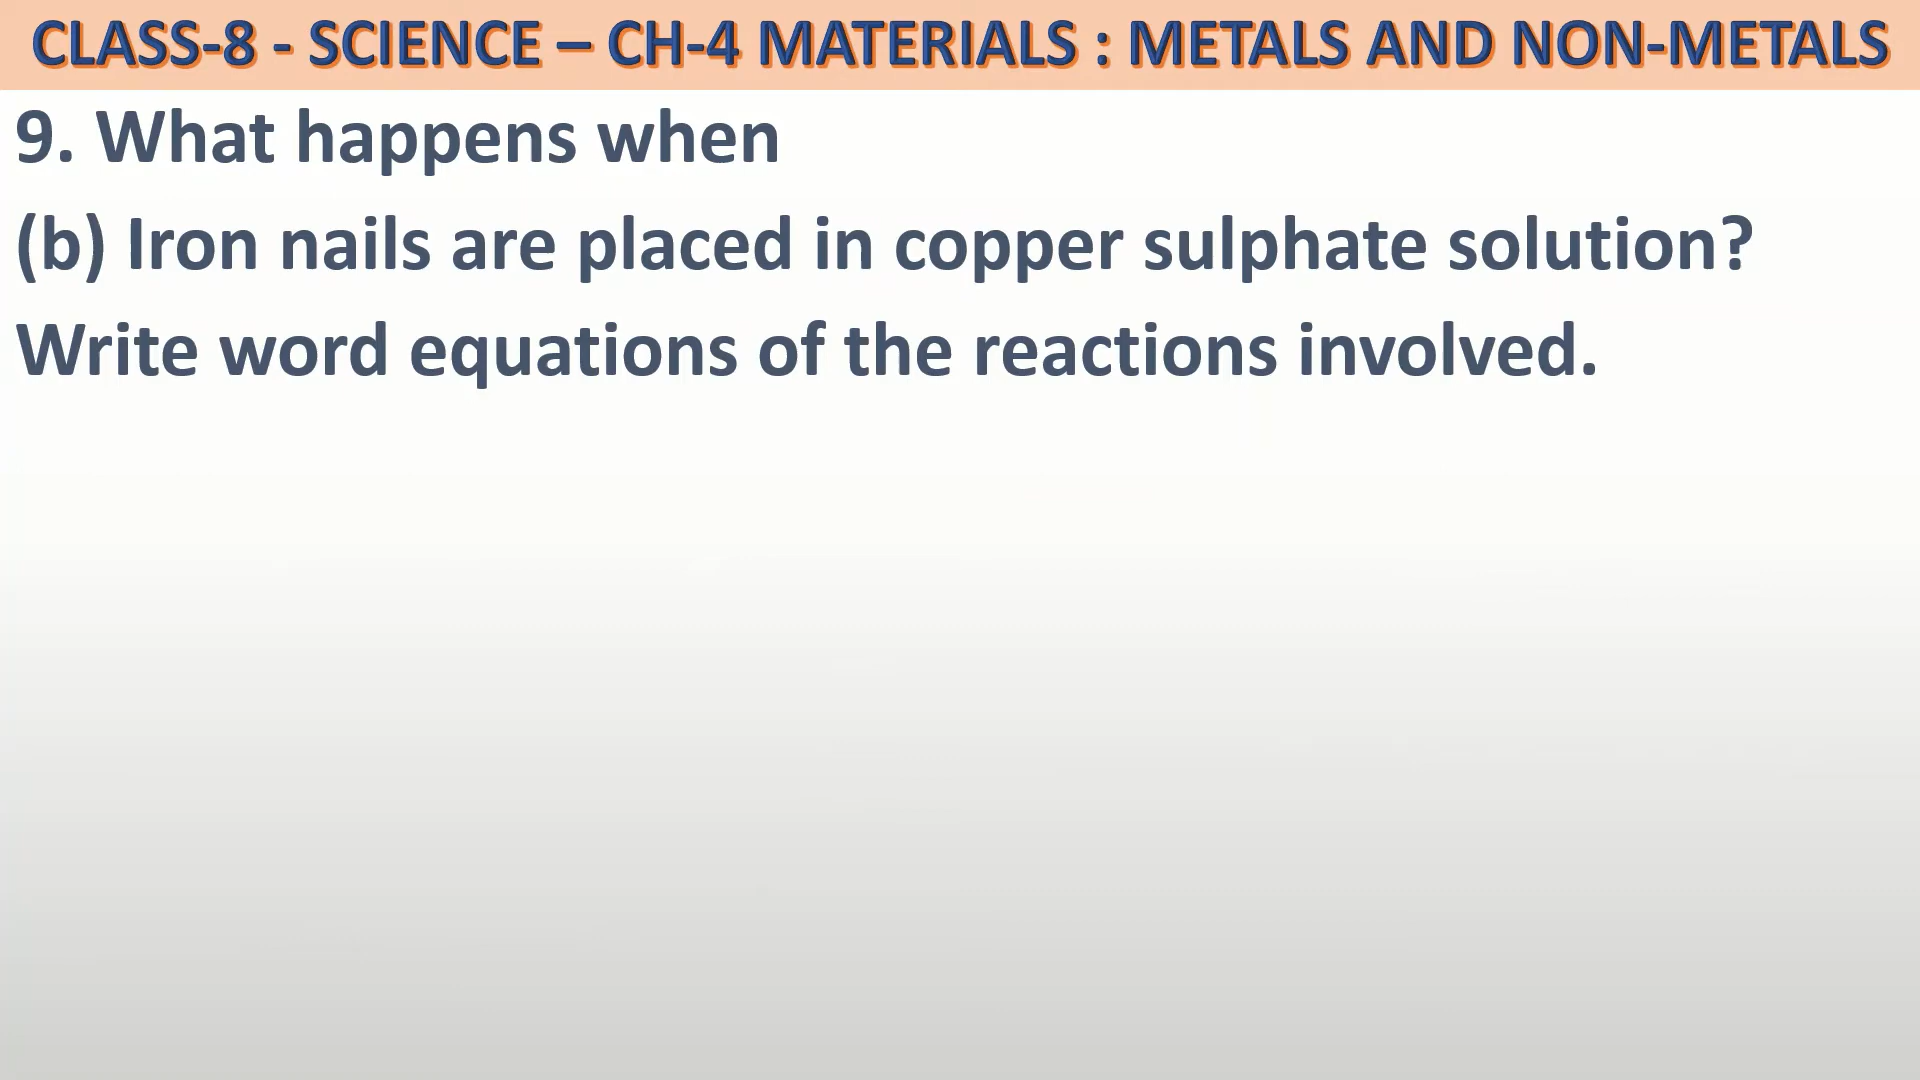 CLASS-8 - SCIENCE – CH-4 MATERIALS : METALS AND NON-METALS
9. What happens when
(b) Iron nails are placed in copper sulphate solution?
Write word equations of the reactions involved.